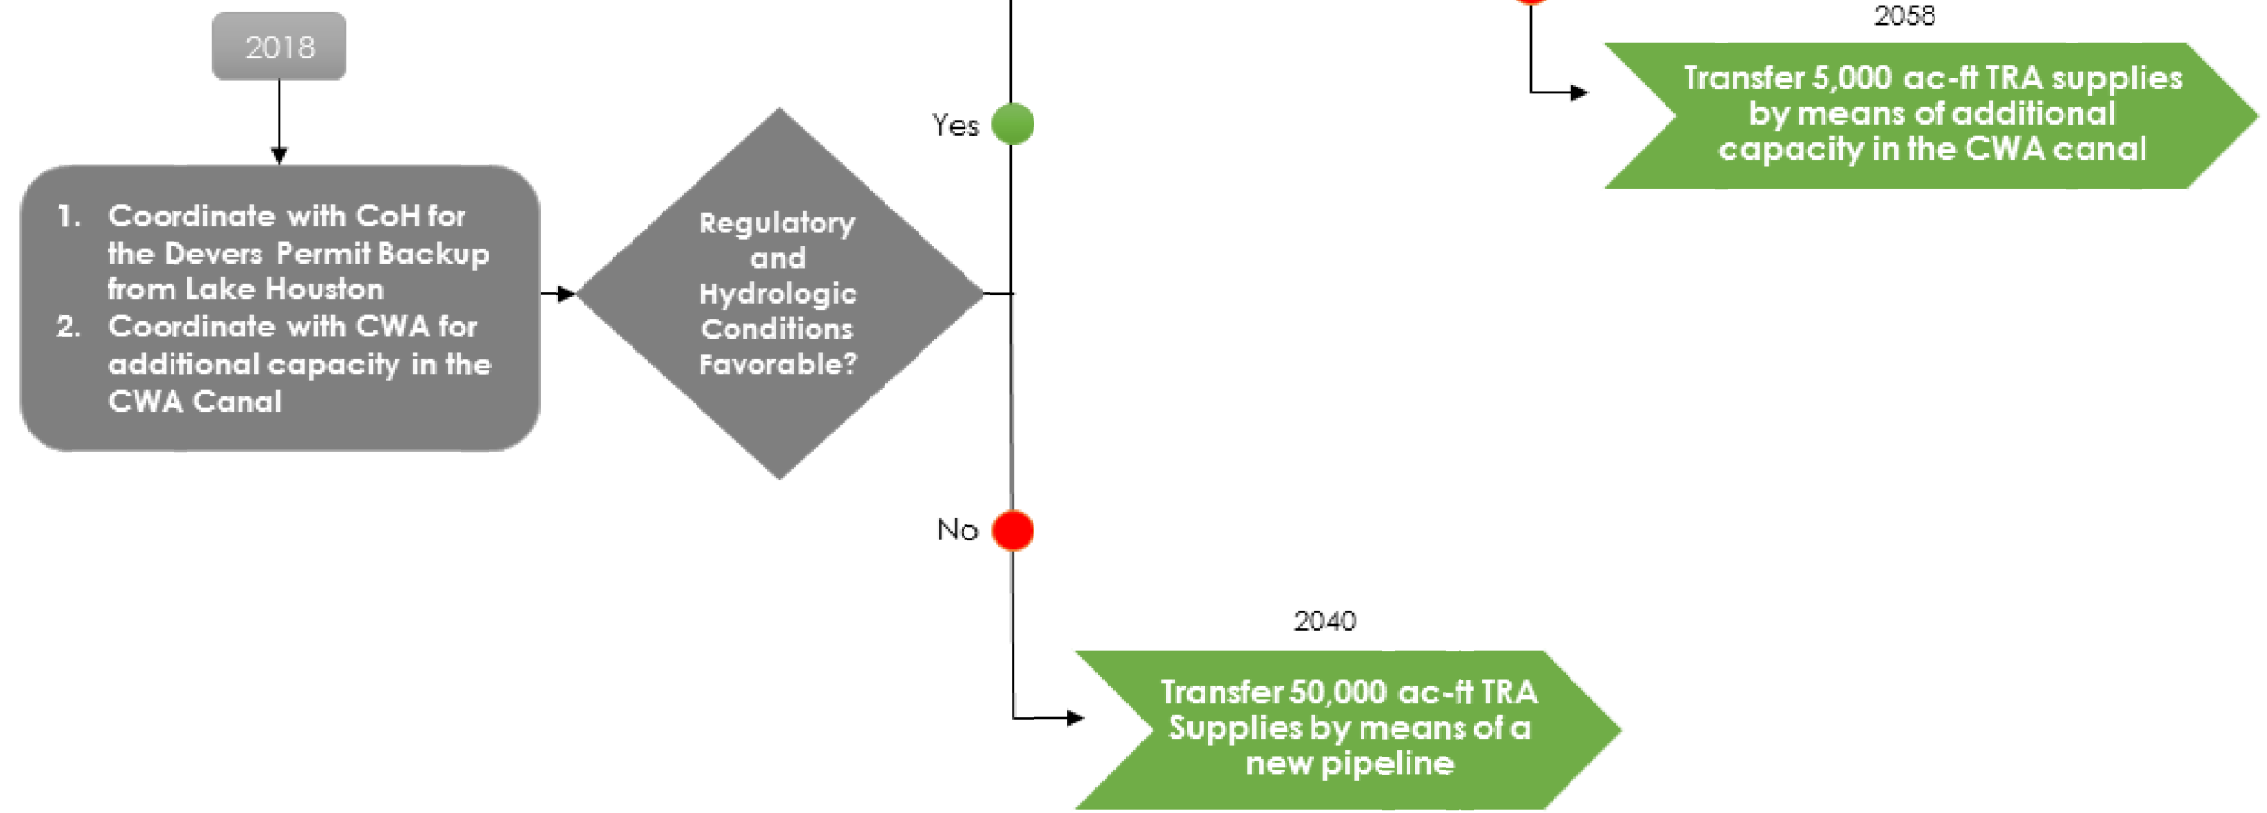 2018
1. Coordinate with CoH for
the Devers Permit Backup
from Lake Houston
2. Coordinate with CWA for
additional capacity in the
CWA Canal
Regulatory
and
Hydrologic
Conditions
Favorable?
Yes
No
2058
Transfer 5,000 ac-ft TRA supplies
by means of additional
capacity in the CWA canal
2040
Transfer 50,000 ac-ft TRA
Supplies by means of a
new pipeline